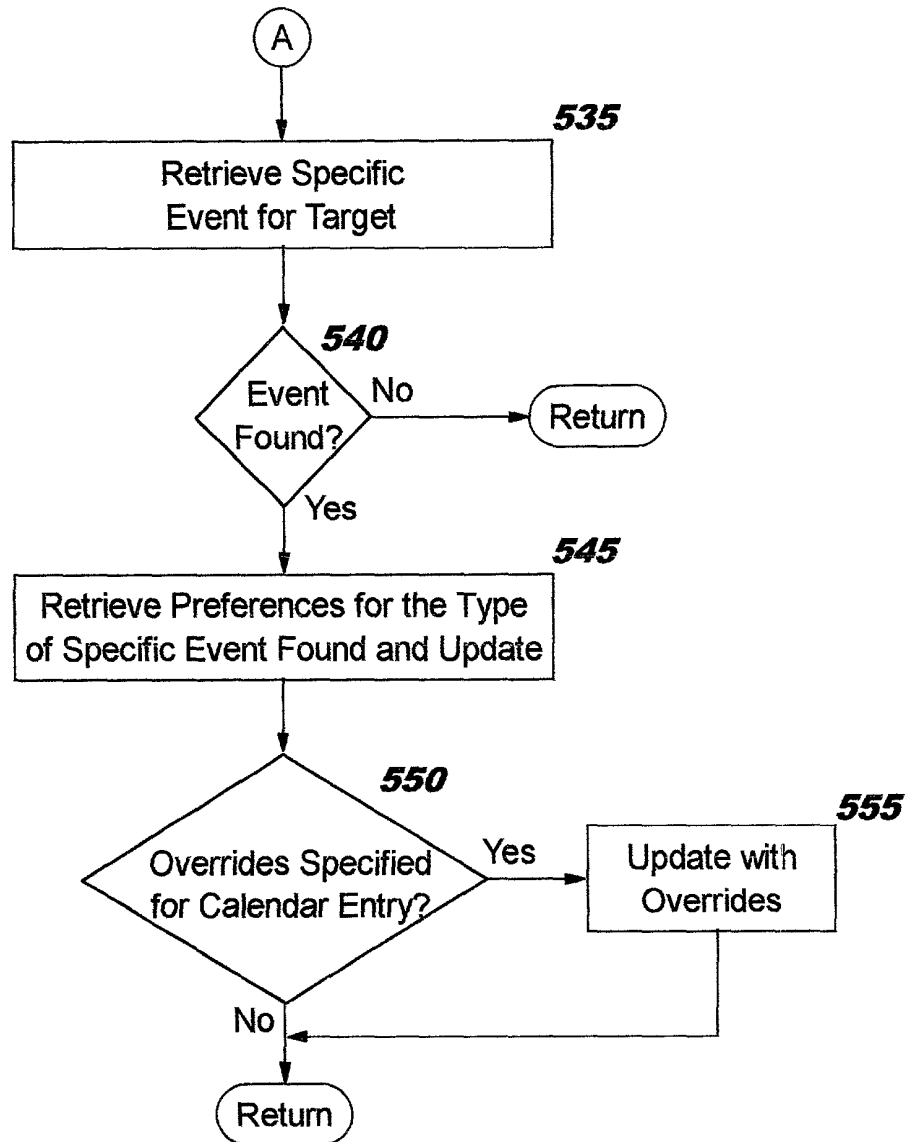 A
535
Retrieve Specific
Event for Target
540
Event
Found?
No
Return
Yes
545
Retrieve Preferences for the Type
of Specific Event Found and Update
550
Overrides Specified
for Calendar Entry?
Yes
555
Update with
Overrides
No
Return